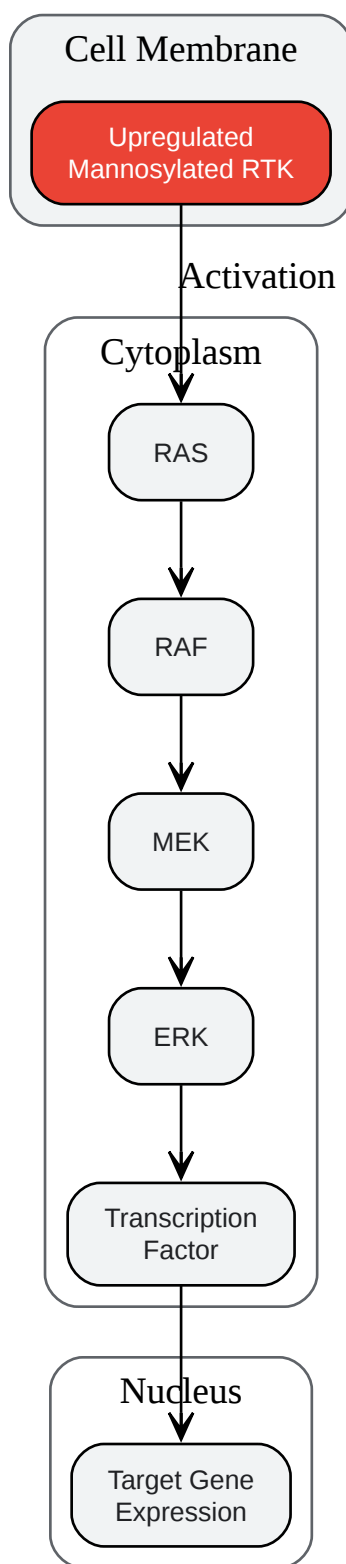 Cell Membrane
Upregulated
Mannosylated RTK
Activation
Cytoplasm
RAS
RAF
MEK
ERK
Transcription
Factor
Nucleus
Target Gene
Expression